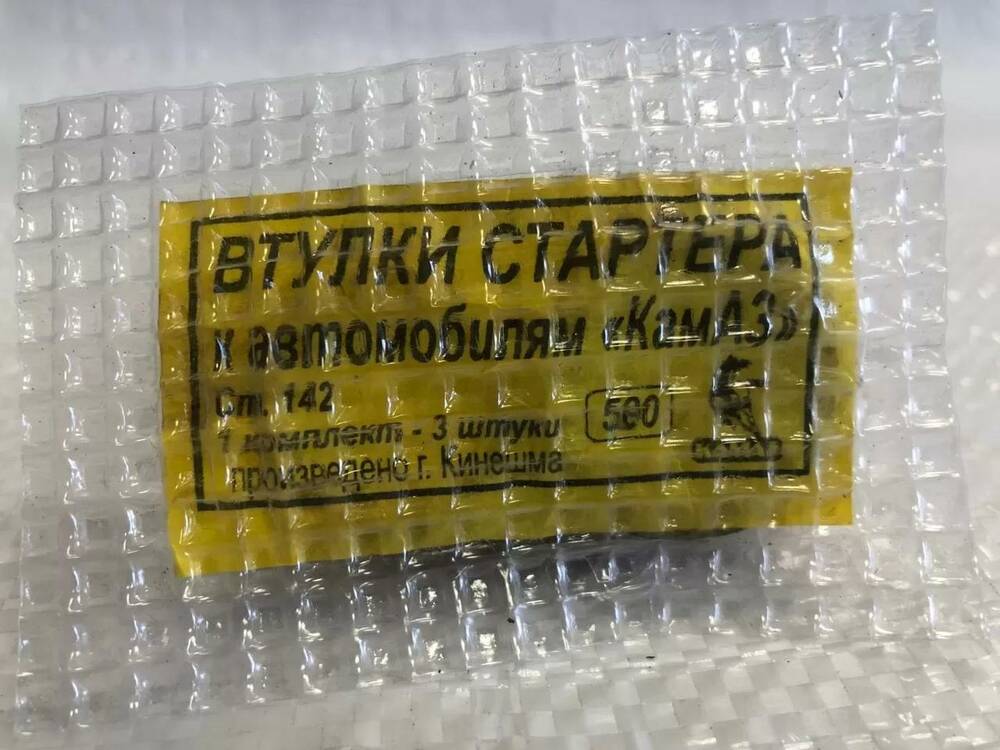 ВТУЛКИ СТАРТЕРА
к автомобилям «КамАЗ»
Ст. 142
1 комплект - 3 штуки
500
произведено г. Кинешма